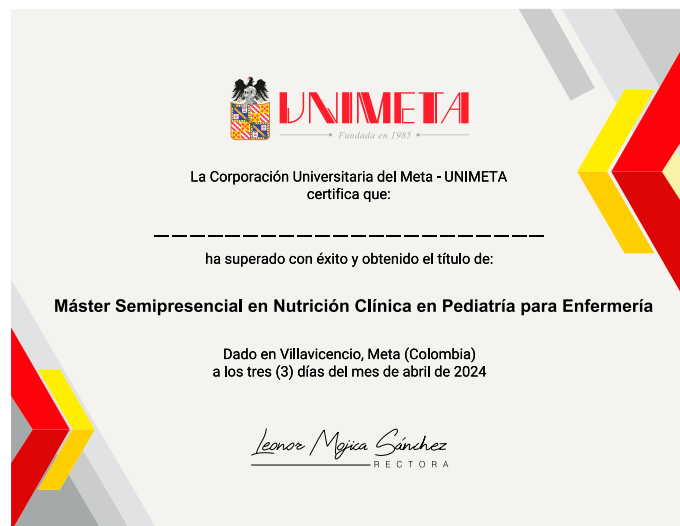 UNIMETA
Fundada en 1985
La Corporación Universitaria del Meta - UNIMETA
certifica que:
ha superado con éxito y obtenido el título de:
Máster Semipresencial en Nutrición Clínica en Pediatría para Enfermería
Dado en Villavicencio, Meta (Colombia)
a los tres (3) días del mes de abril de 2024
Leonor Mojica Sánchez
RECTORA